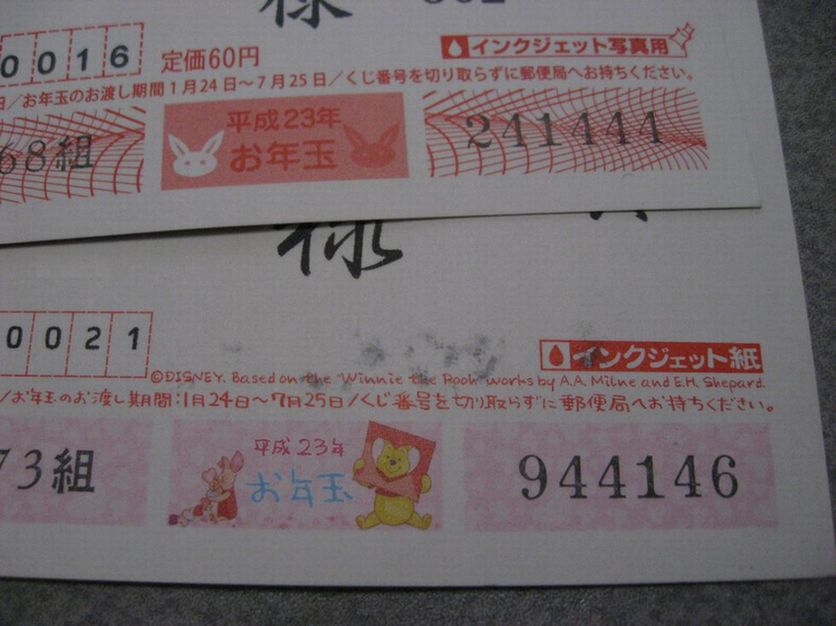 様
0016
定価60円
インクジェット写真用
/お年玉のお渡し期間1月24日〜7月25日/くじ番号を切り取らずに郵便局へお持ちください。
68組
平成23年
お年玉
241444
様
0021
インクジェット紙
©DISNEY. Based on the "Winnie the Pooh" works by A.A. Milne and E.H. Shepard.
/お年玉のお渡し期間:1月24日〜7月25日/くじ番号を切り取らずに郵便局へお持ちください。
73組
平成23年
お年玉
944146